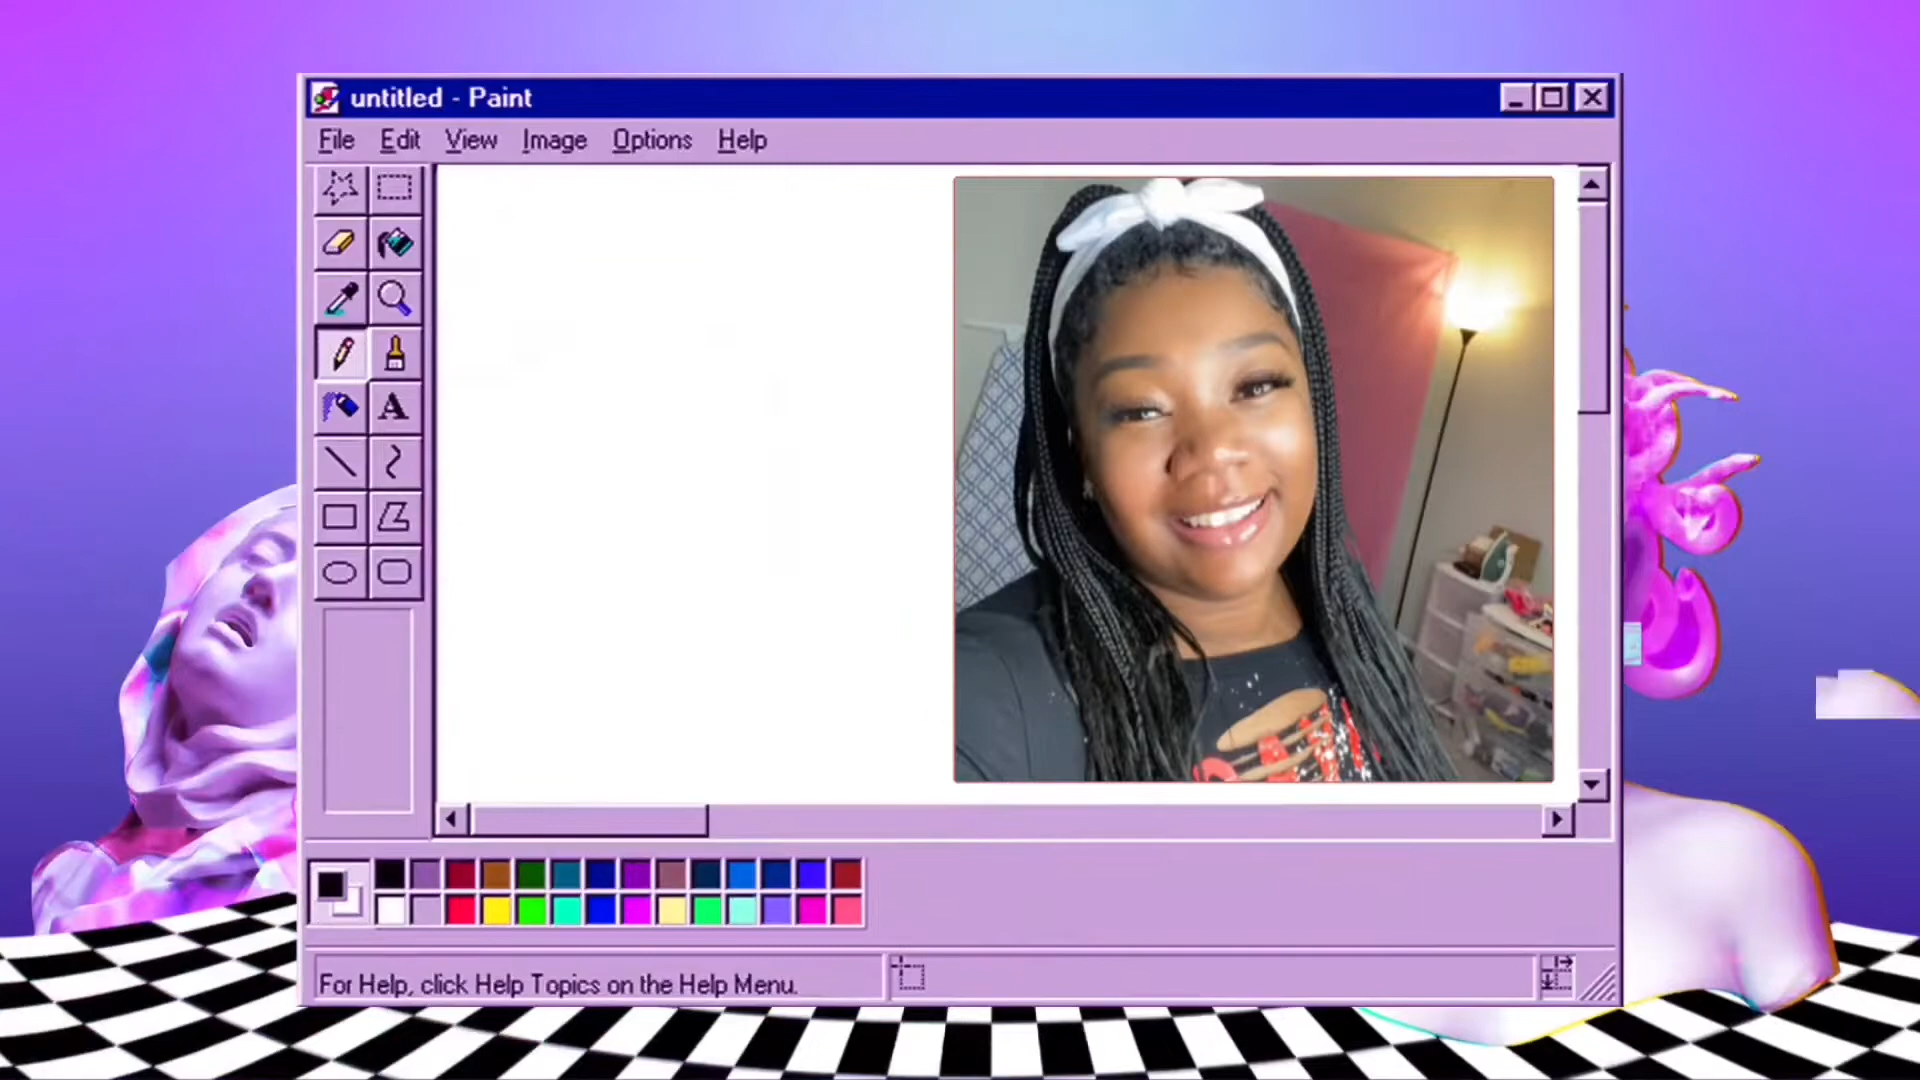 untitled - Paint
File Edit View Image Options Help
A
For Help, click Help Topics on the Help Menu.